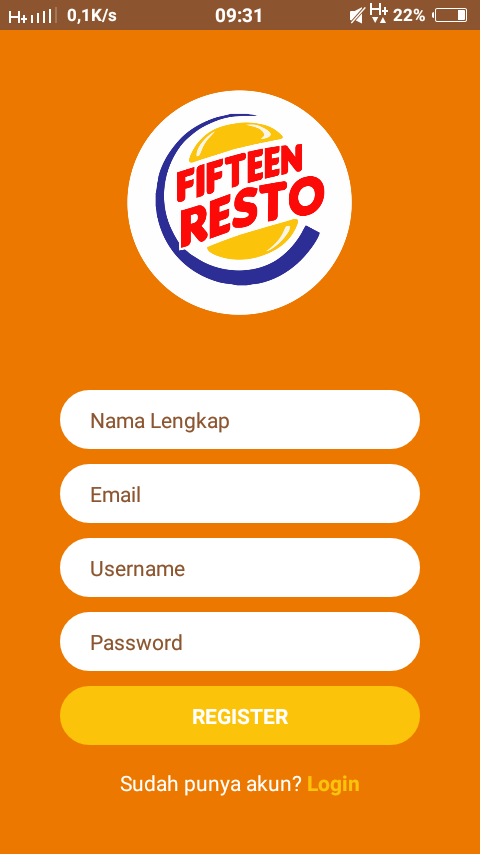 0,1K/s 09:31 H+ 22%
FIFTEEN
RESTO
Nama Lengkap
Email
Username
Password
REGISTER
Sudah punya akun? Login